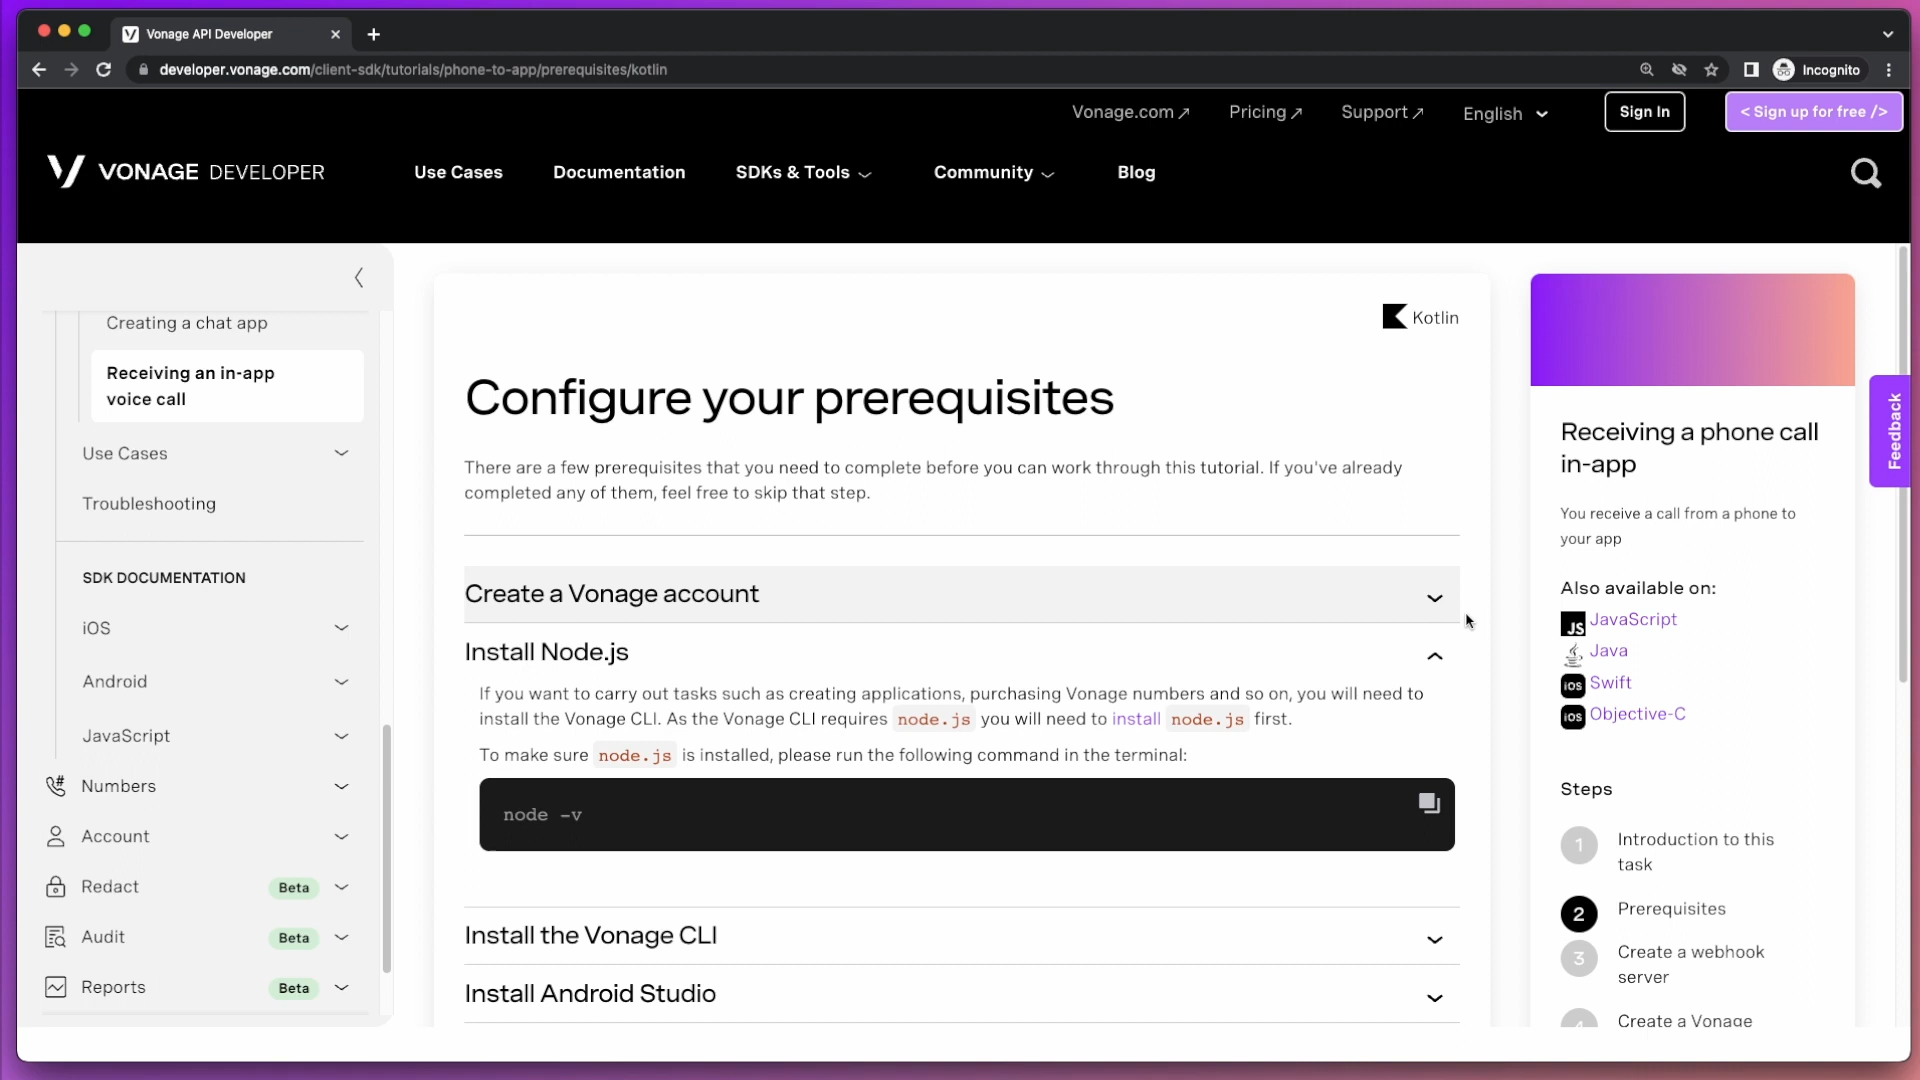 Vonage API Developer
developer.vonage.com/client-sdk/tutorials/phone-to-app/prerequisites/kotlin
Incognito
Vonage.com
Pricing
Support
English
Sign In
< Sign up for free />
VONAGE DEVELOPER
Use Cases
Documentation
SDKs & Tools
Community
Blog
Creating a chat app
Receiving an in-app
voice call
Use Cases
Troubleshooting
SDK DOCUMENTATION
iOS
Android
JavaScript
Numbers
Account
Redact
Beta
Audit
Beta
Reports
Beta
Kotlin
Configure your prerequisites
There are a few prerequisites that you need to complete before you can work through this tutorial. If you've already
completed any of them, feel free to skip that step.
Create a Vonage account
Install Node.js
If you want to carry out tasks such as creating applications, purchasing Vonage numbers and so on, you will need to
install the Vonage CLI. As the Vonage CLI requires node.js you will need to install node.js first.
To make sure node.js is installed, please run the following command in the terminal:
node -v
Install the Vonage CLI
Install Android Studio
Receiving a phone call
in-app
You receive a call from a phone to
your app
Also available on:
JS JavaScript
Java
iOS Swift
iOS Objective-C
Steps
1 Introduction to this
task
2 Prerequisites
3 Create a webhook
server
4 Create a Vonage
Feedback